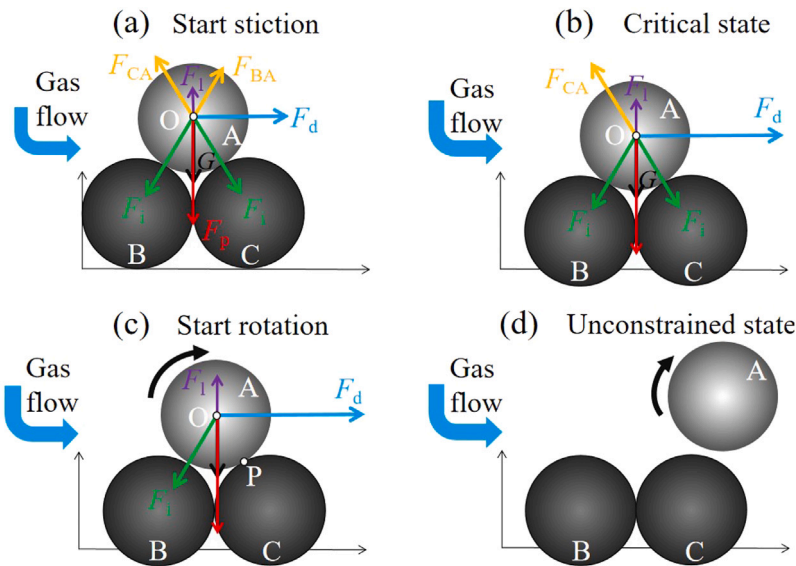 (a) Start stiction
Gas
flow
F_CA
F_l
F_BA
O
A
F_d
G
F_i
F_i
F_p
B
C
(b) Critical state
Gas
flow
F_CA
F_l
A
O
F_d
G
F_i
F_i
B
C
(c) Start rotation
Gas
flow
F_l
A
O
F_d
F_i
P
B
C
(d) Unconstrained state
Gas
flow
A
B
C